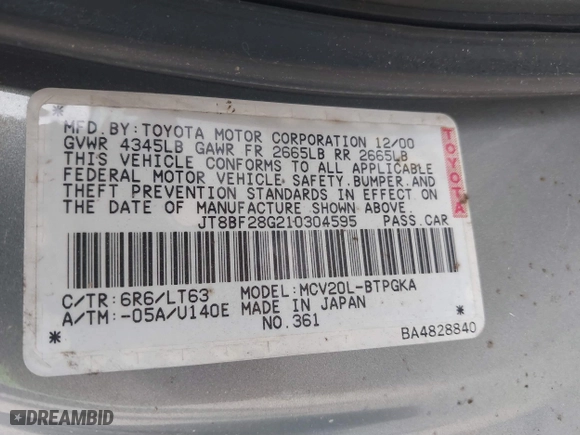 MFD.BY:TOYOTA MOTOR CORPORATION 12/00
GVWR 4345LB GAWR FR 2665LB RR 2665LB
THIS VEHICLE CONFORMS TO ALL APPLICABLE
FEDERAL MOTOR VEHICLE SAFETY,BUMPER,AND
THEFT PREVENTION STANDARDS IN EFFECT ON
THE DATE OF MANUFACTURE SHOWN ABOVE.
JT8BF28G210304595 PASS.CAR
TOYOTA
C/TR:6R6/LT63 MODEL:MCV20L-BTPGKA
A/TM:-05A/U140E MADE IN JAPAN
NO.361
BA4828840
DREAMBID